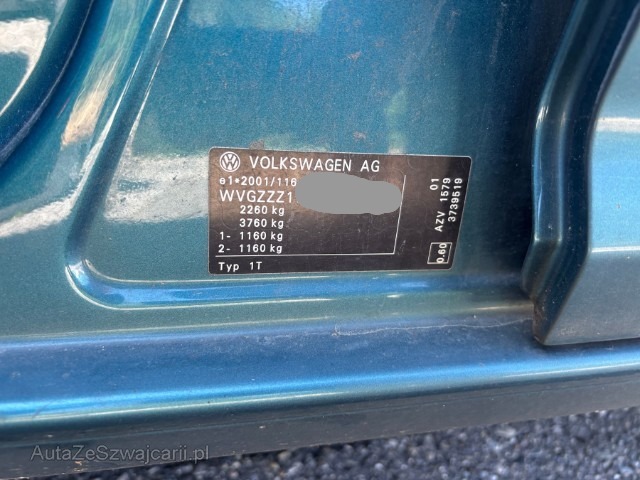 VOLKSWAGEN AG
e1*2001/116
WVGZZZ1
2260 kg
3760 kg
1- 1160 kg
2- 1160 kg
Typ 1T
01
AZV 1579
3739519
0.60
AutaZeSzwajcarii.pl